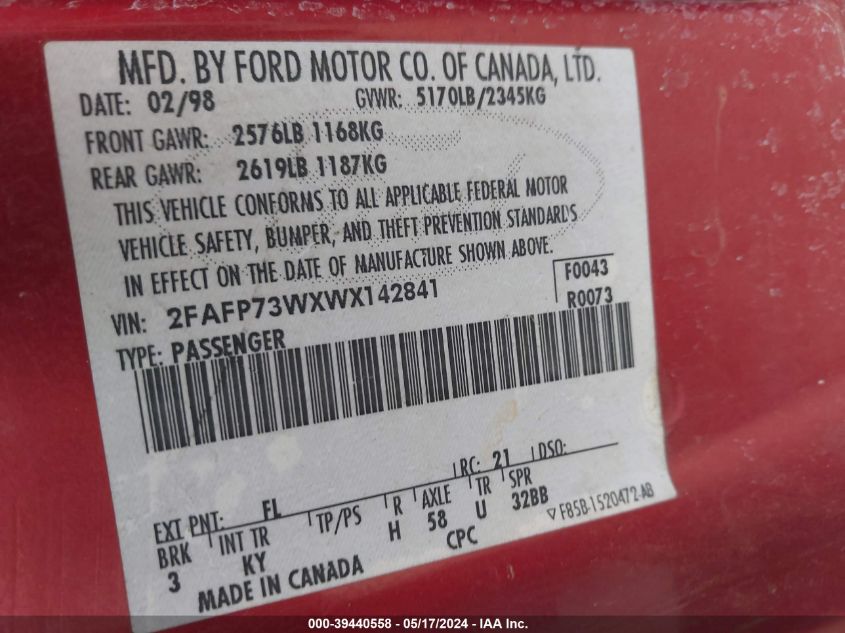 MFD. BY FORD MOTOR CO. OF CANADA, LTD.
DATE: 02/98 GVWR: 5170LB/2345KG
FRONT GAWR: 2576LB 1168KG
REAR GAWR: 2619LB 1187KG
THIS VEHICLE CONFORMS TO ALL APPLICABLE FEDERAL MOTOR
VEHICLE SAFETY, BUMPER, AND THEFT PREVENTION STANDARDS
IN EFFECT ON THE DATE OF MANUFACTURE SHOWN ABOVE.
VIN: 2FAFP73WXWX142841 F0043
TYPE: PASSENGER R0073
RC: 21 DSO:
EXT PNT: FL
BRK INT TR TP/PS R AXLE TR SPR
3 KY H 58 U 32BB
CPC
MADE IN CANADA ▽ F85B-1520472-AB
000-39440558 - 05/17/2024 - IAA Inc.